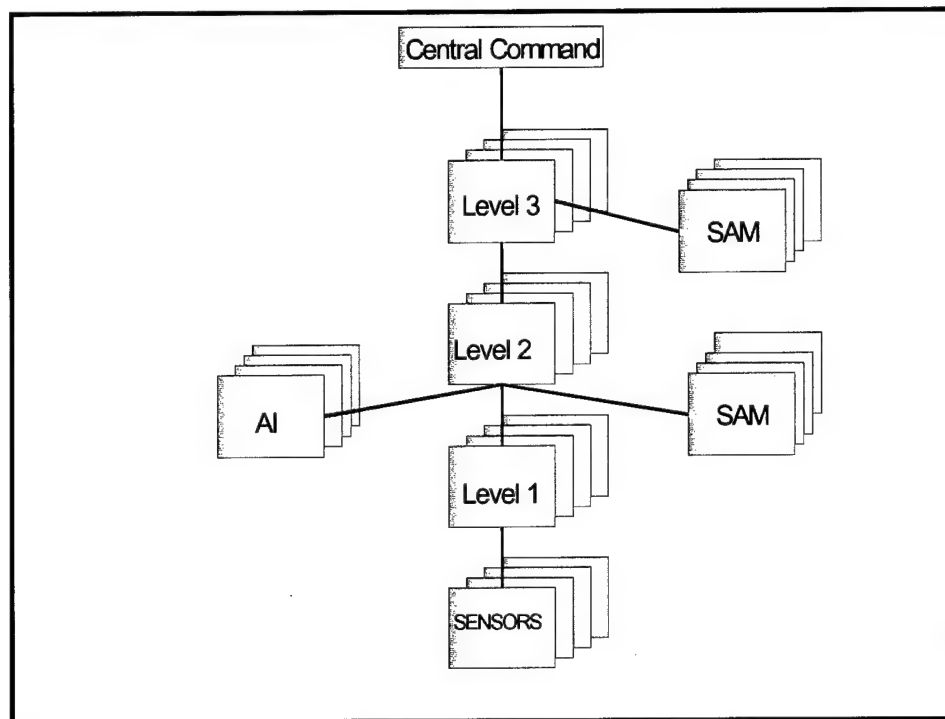 Central Command
Level 3
SAM
Level 2
AI
SAM
Level 1
SENSORS